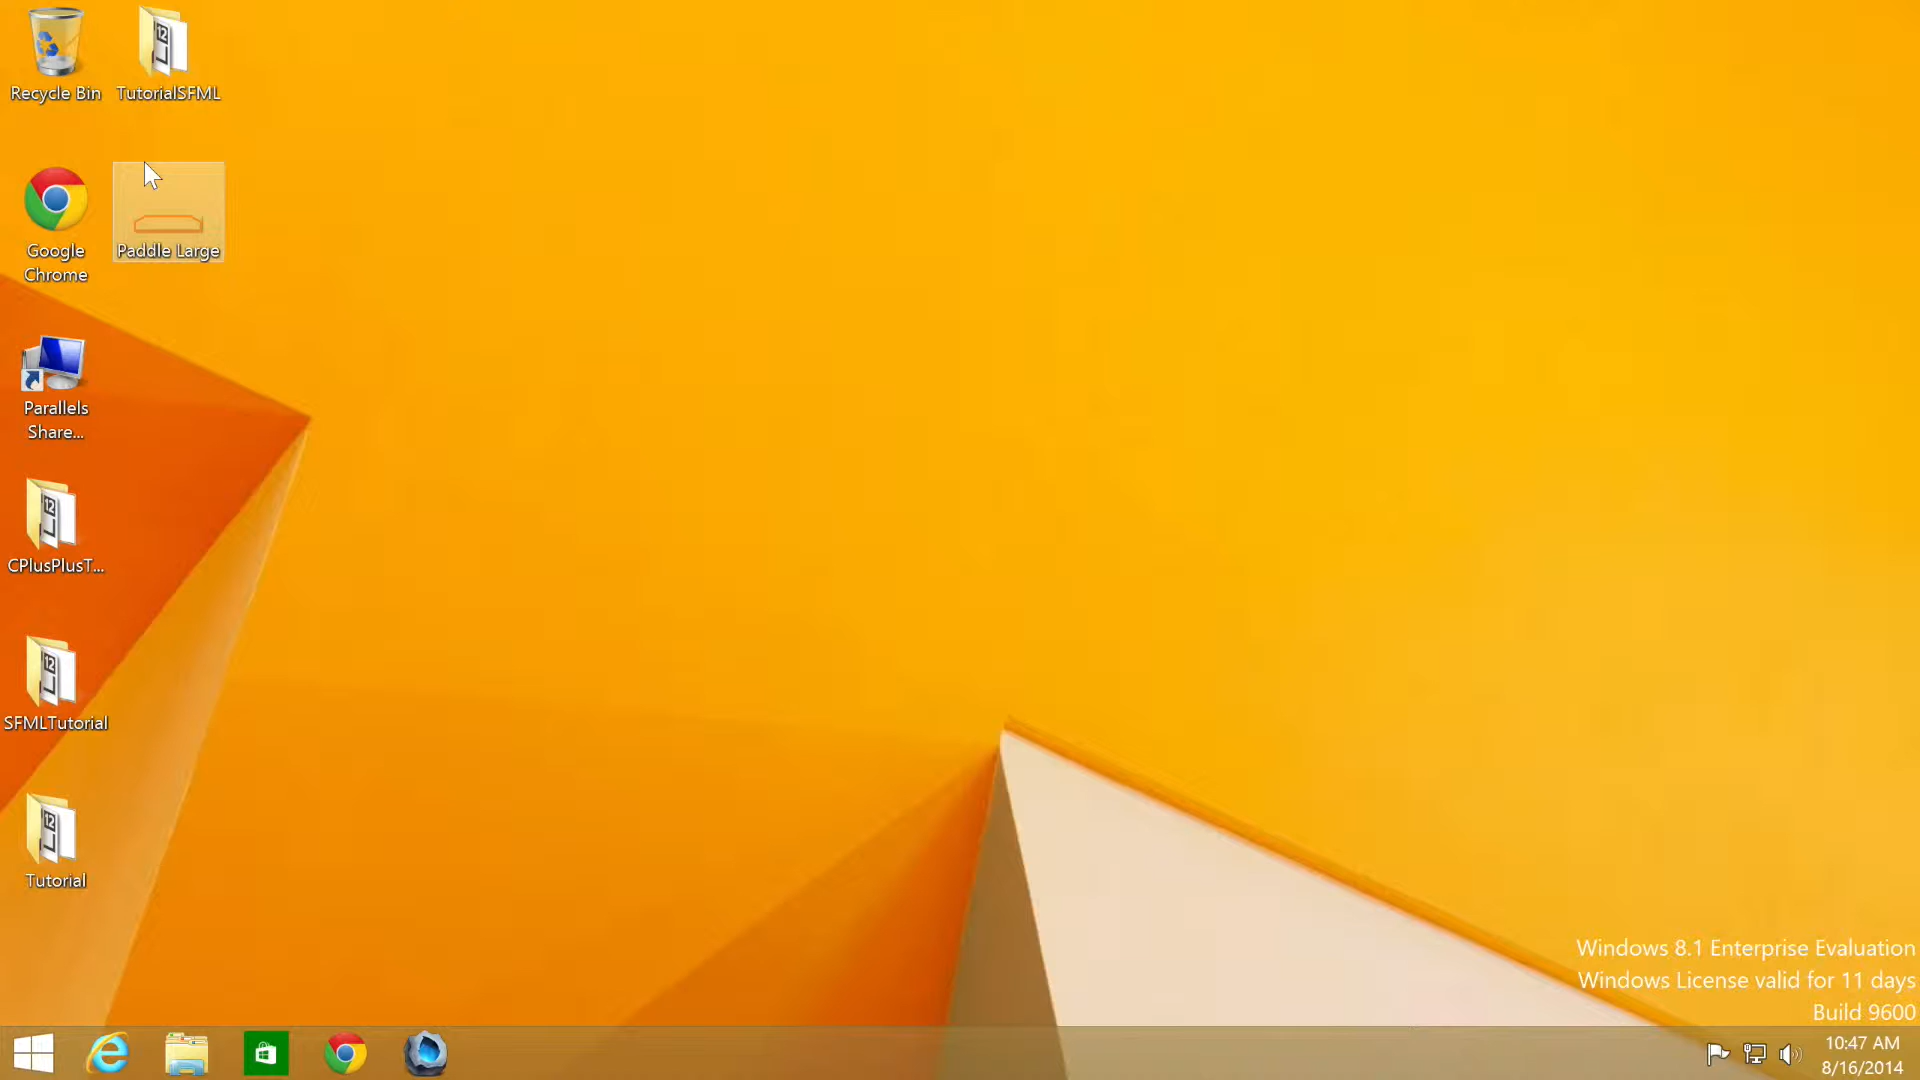 Recycle Bin
TutorialSFML
Google
Chrome
Paddle Large
Parallels
Share...
CPlusPlusT...
SFMLTutorial
Tutorial
Windows 8.1 Enterprise Evaluation
Windows License valid for 11 days
Build 9600
10:47 AM
8/16/2014